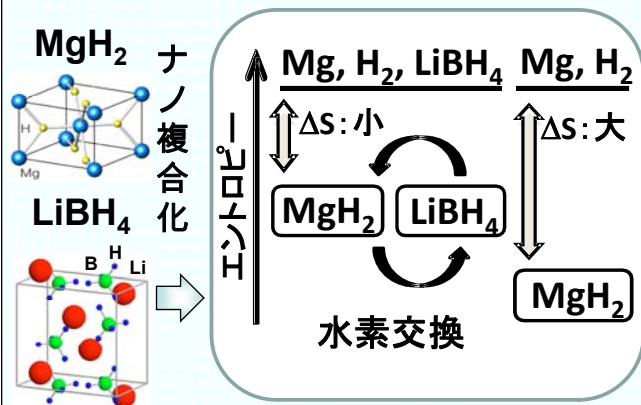 MgH₂
H
Mg
LiBH₄
B
H
Li
ナノ複合化
エントロピー
Mg, H₂, LiBH₄
Mg, H₂
ΔS:小
ΔS:大
MgH₂
LiBH₄
MgH₂
水素交換